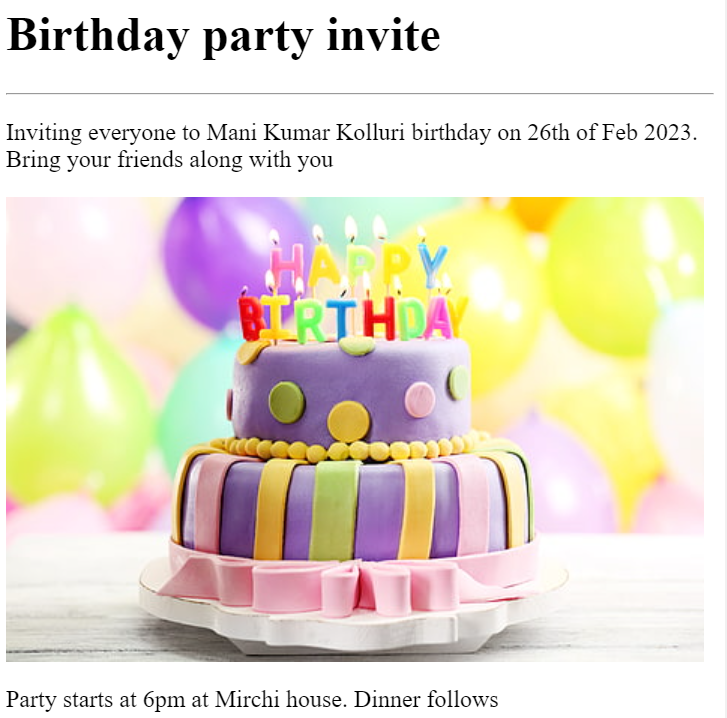 Birthday party invite
Inviting everyone to Mani Kumar Kolluri birthday on 26th of Feb 2023.
Bring your friends along with you
HAPPY
BIRTHDAY
Party starts at 6pm at Mirchi house. Dinner follows